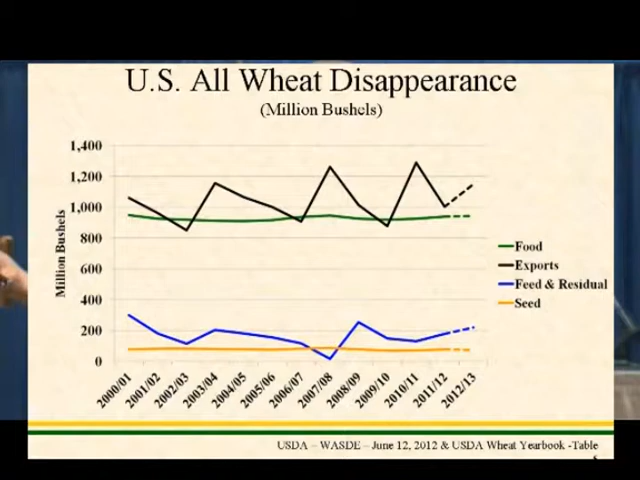 U.S. All Wheat Disappearance
(Million Bushels)
1,400
1,200
1,000
800
600
400
200
0
Million Bushels
2000/01
2001/02
2002/03
2003/04
2004/05
2005/06
2006/07
2007/08
2008/09
2009/10
2010/11
2011/12
2012/13
Food
Exports
Feed & Residual
Seed
USDA – WASDE – June 12, 2012 & USDA Wheat Yearbook -Table